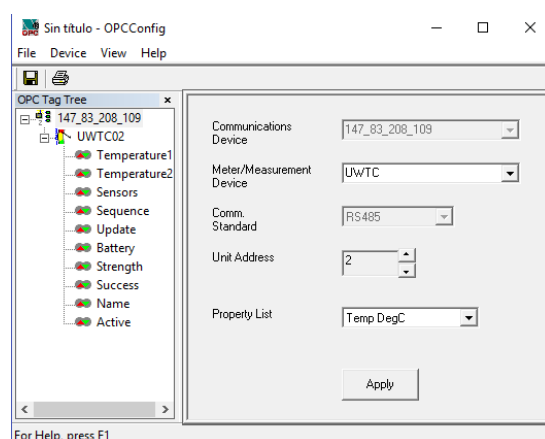 Sin título - OPCConfig
File Device View Help
OPC Tag Tree x
147_83_208_109
UWTC02
Temperature1
Temperature2
Sensors
Sequence
Update
Battery
Strength
Success
Name
Active
Communications
Device
147_83_208_109
Meter/Measurement
Device
UWTC
Comm.
Standard
RS485
Unit Address
2
Property List
Temp DegC
Apply
For Help, press F1